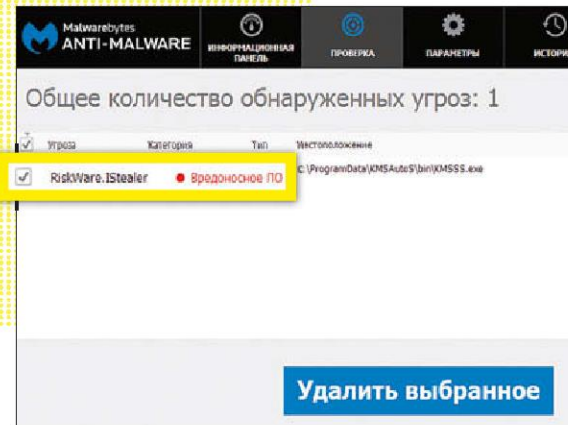 Malwarebytes
ANTI-MALWARE
ИНФОРМАЦИОННАЯ
ПАНЕЛЬ
ПРОВЕРКА
ПАРАМЕТРЫ
ИСТОРИ
Общее количество обнаруженных угроз: 1
Угроза Категория Тип Местоположение
RiskWare.IStealer Вредоносное ПО C:\ProgramData\KMSAutoS\bin\KMSSS.exe
Удалить выбранное